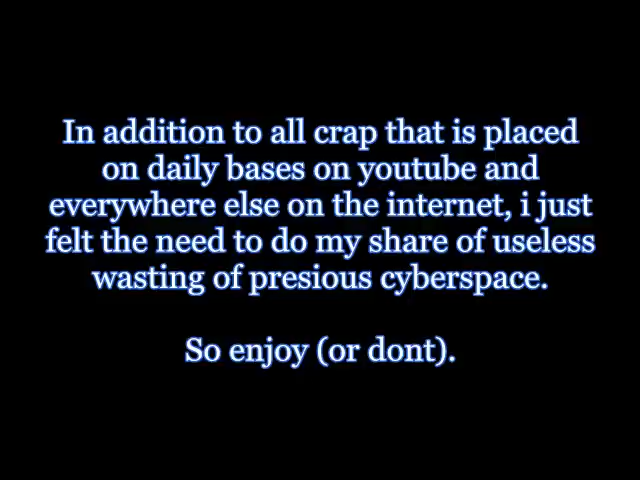 In addition to all crap that is placed
on daily bases on youtube and
everywhere else on the internet, i just
felt the need to do my share of useless
wasting of presious cyberspace.
So enjoy (or dont).